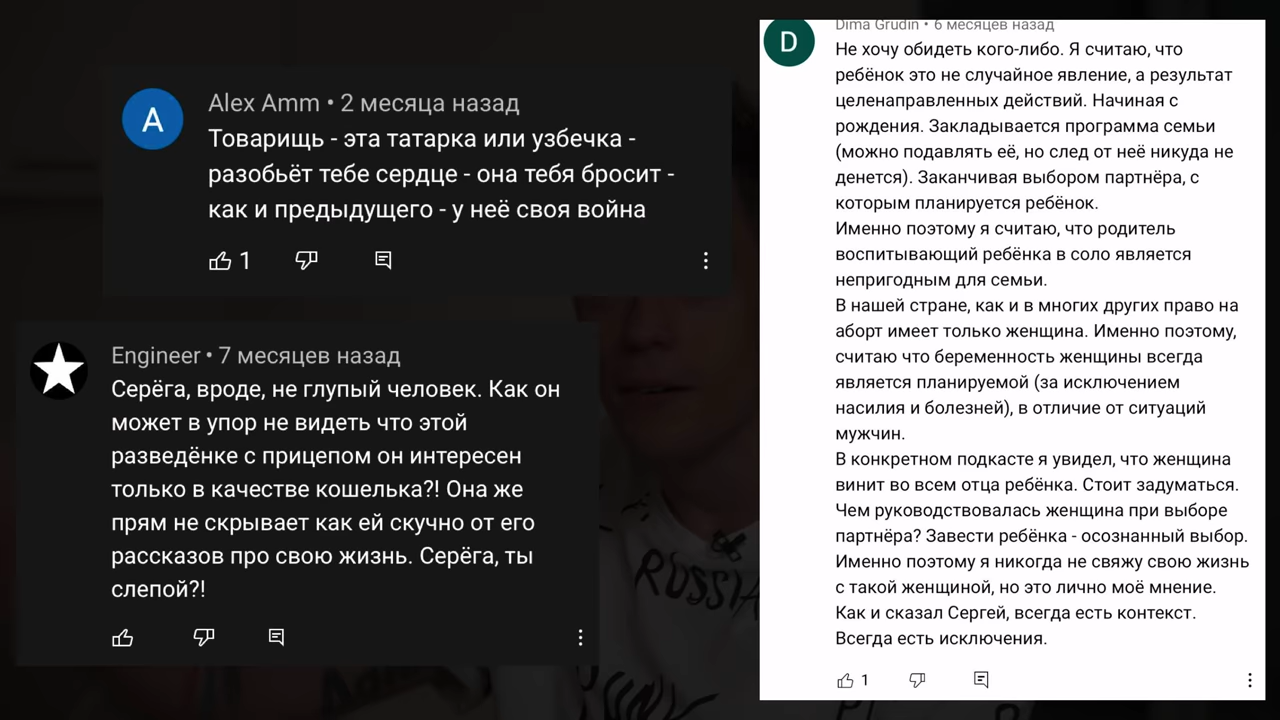 Alex Amm • 2 месяца назад
A
Товарищь - эта татарка или узбечка -
разобьёт тебе сердце - она тебя бросит -
как и предыдущего - у неё своя война
1
Engineer • 7 месяцев назад
Серёга, вроде, не глупый человек. Как он
может в упор не видеть что этой
разведёнке с прицепом он интересен
только в качестве кошелька?! Она же
прям не скрывает как ей скучно от его
рассказов про свою жизнь. Серёга, ты
слепой?!
Dima Grudin • 6 месяцев назад
D
Не хочу обидеть кого-либо. Я считаю, что
ребёнок это не случайное явление, а результат
целенаправленных действий. Начиная с
рождения. Закладывается программа семьи
(можно подавлять её, но след от неё никуда не
денется). Заканчивая выбором партнёра, с
которым планируется ребёнок.
Именно поэтому я считаю, что родитель
воспитывающий ребёнка в соло является
непригодным для семьи.
В нашей стране, как и в многих других право на
аборт имеет только женщина. Именно поэтому,
считаю что беременность женщины всегда
является планируемой (за исключением
насилия и болезней), в отличие от ситуаций
мужчин.
В конкретном подкасте я увидел, что женщина
винит во всем отца ребёнка. Стоит задуматься.
Чем руководствовалась женщина при выборе
партнёра? Завести ребёнка - осознанный выбор.
Именно поэтому я никогда не свяжу свою жизнь
с такой женщиной, но это лично моё мнение.
Как и сказал Сергей, всегда есть контекст.
Всегда есть исключения.
1
RUSSIA